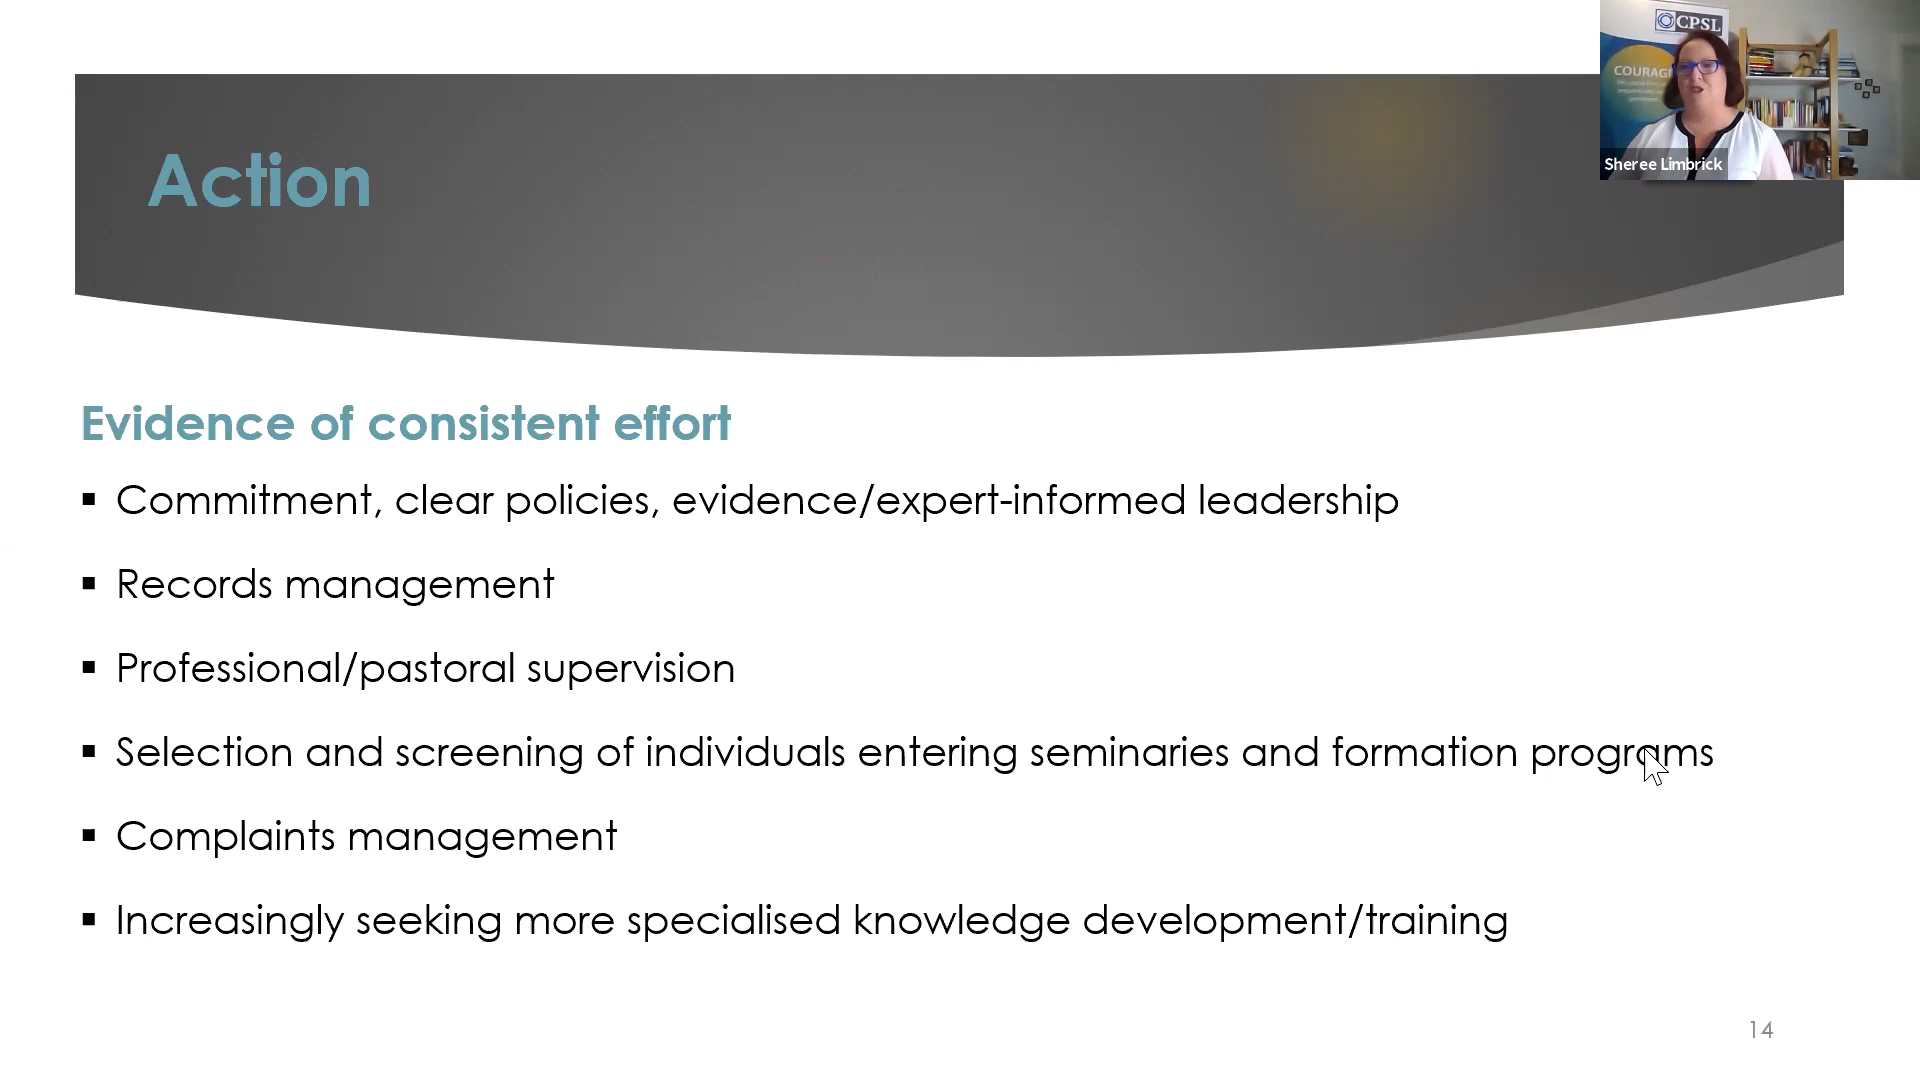 CPSL
COURAGE
Sheree Limbrick
Action
Evidence of consistent effort
▪ Commitment, clear policies, evidence/expert-informed leadership
▪ Records management
▪ Professional/pastoral supervision
▪ Selection and screening of individuals entering seminaries and formation programs
▪ Complaints management
▪ Increasingly seeking more specialised knowledge development/training
14